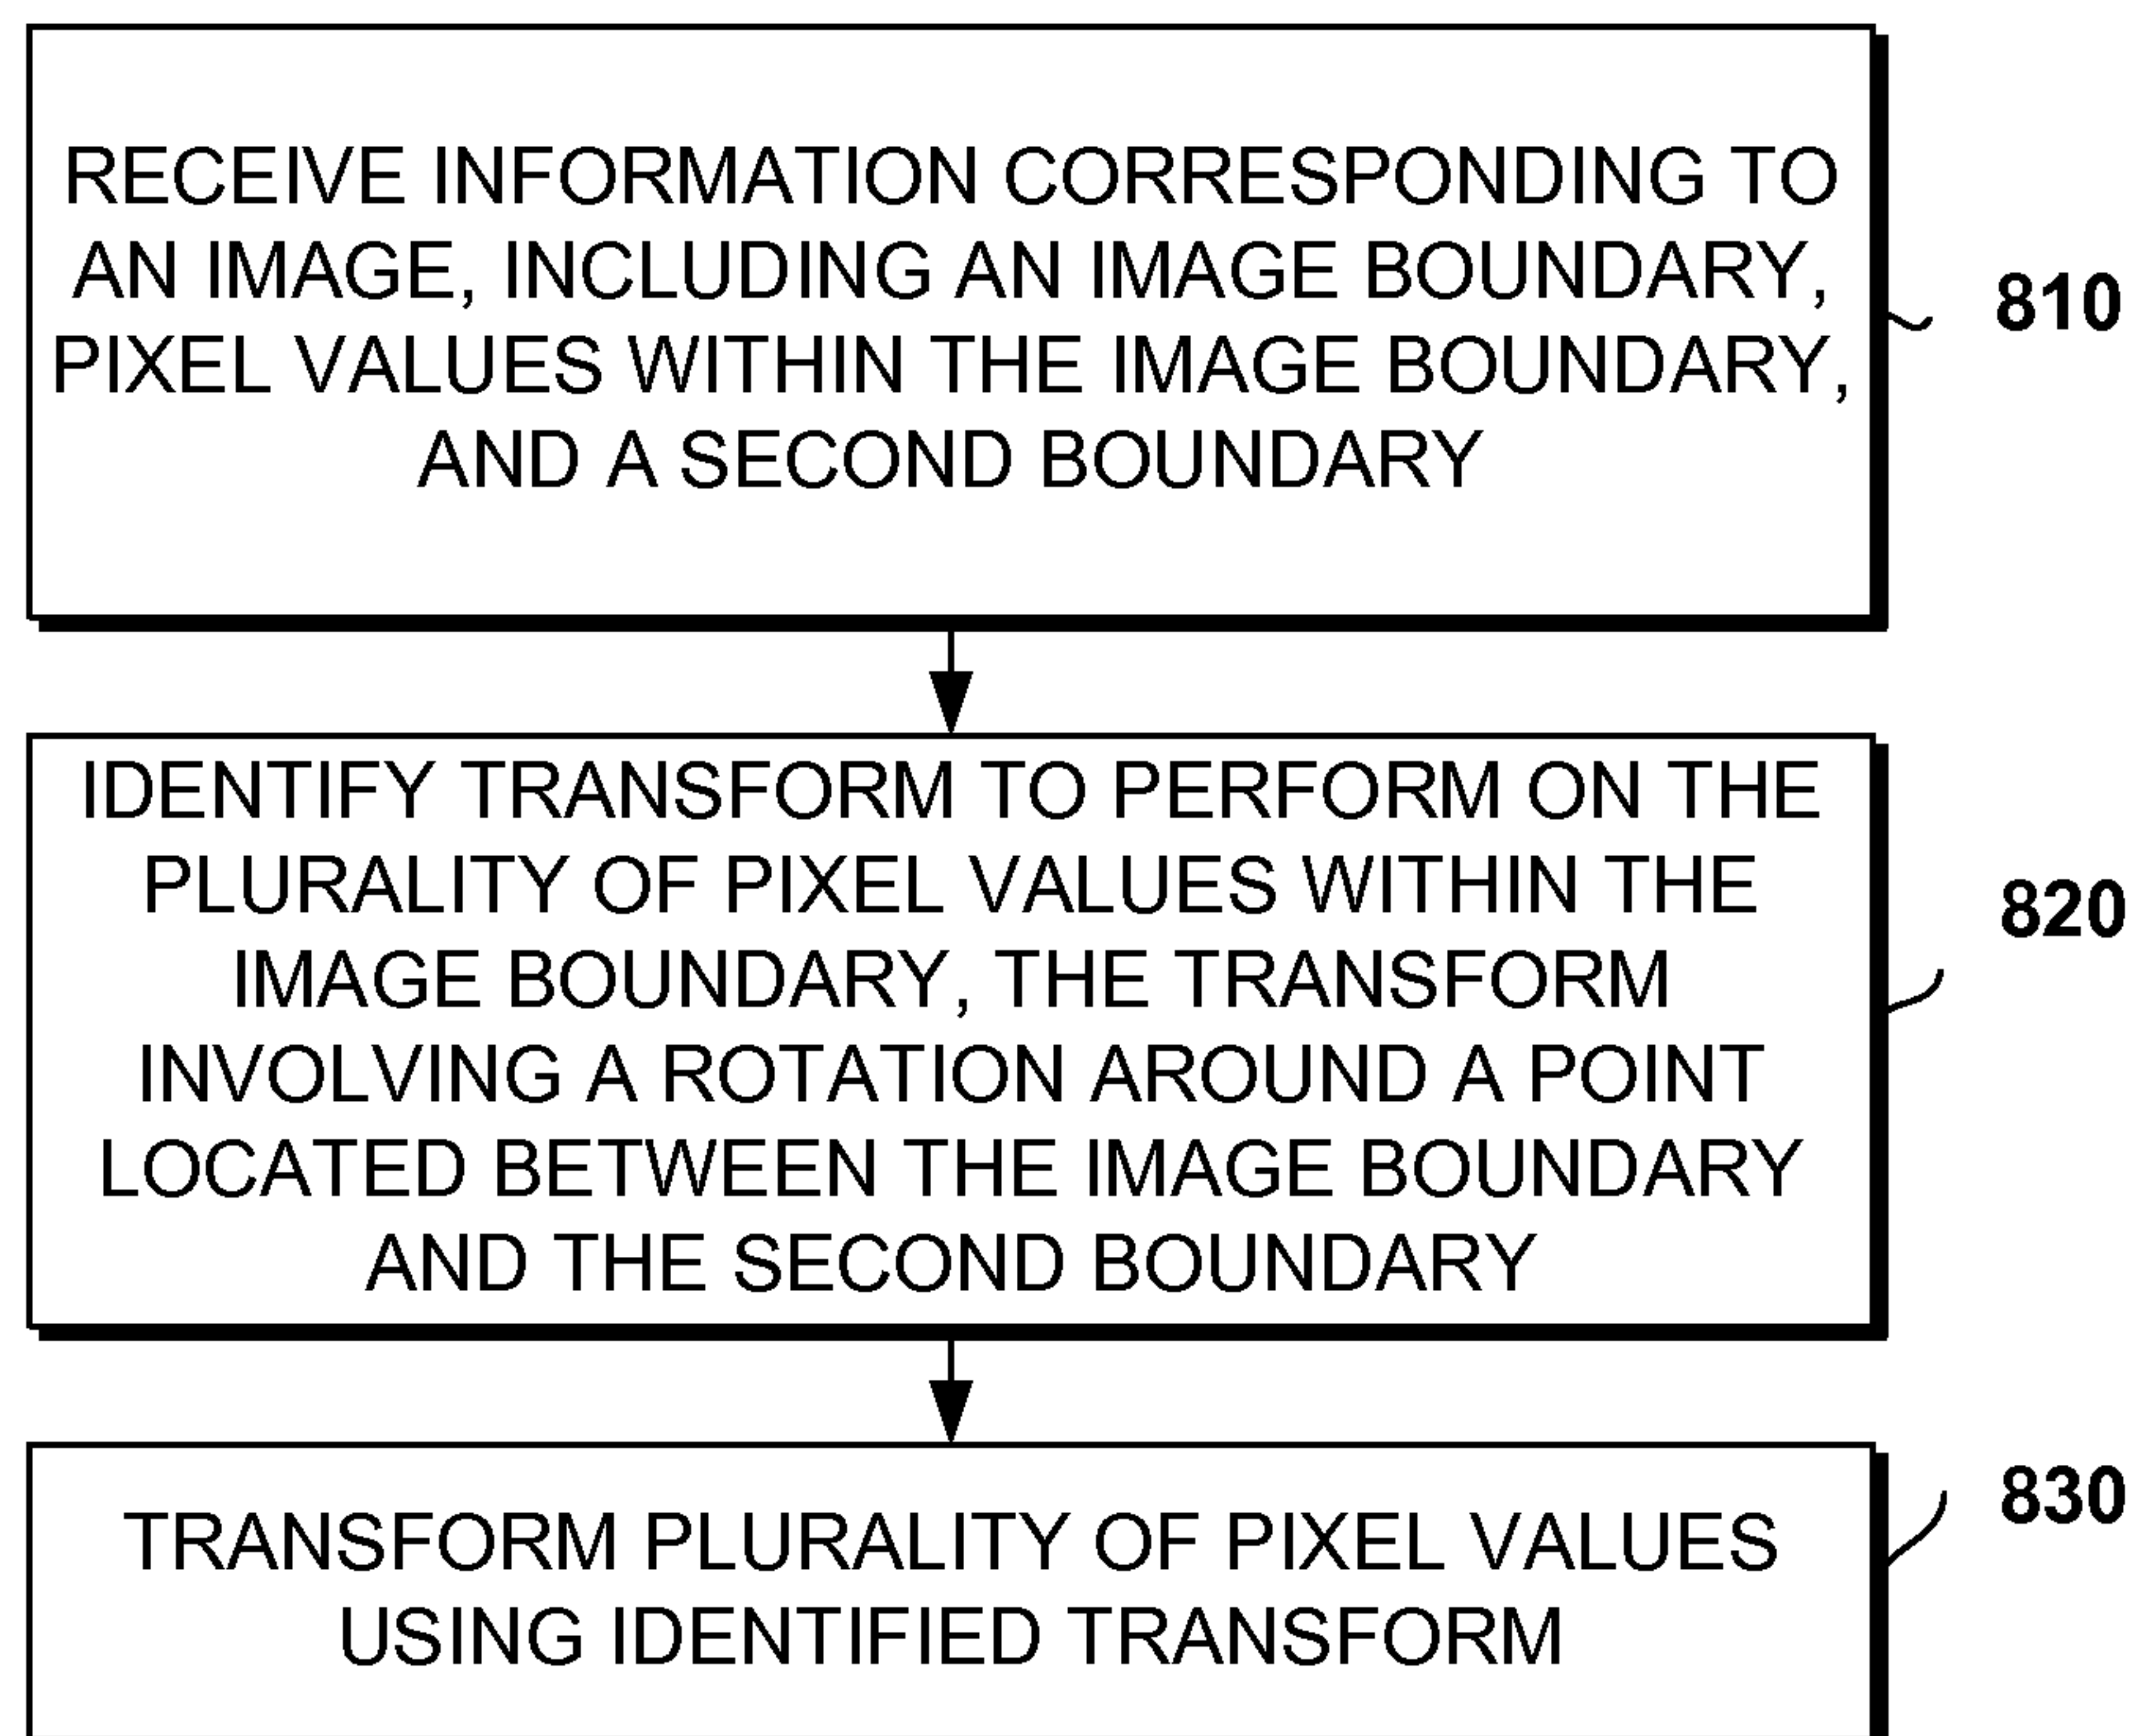 RECEIVE INFORMATION CORRESPONDING TO
AN IMAGE, INCLUDING AN IMAGE BOUNDARY,
PIXEL VALUES WITHIN THE IMAGE BOUNDARY,
AND A SECOND BOUNDARY
810
IDENTIFY TRANSFORM TO PERFORM ON THE
PLURALITY OF PIXEL VALUES WITHIN THE
IMAGE BOUNDARY, THE TRANSFORM
INVOLVING A ROTATION AROUND A POINT
LOCATED BETWEEN THE IMAGE BOUNDARY
AND THE SECOND BOUNDARY
820
TRANSFORM PLURALITY OF PIXEL VALUES
USING IDENTIFIED TRANSFORM
830